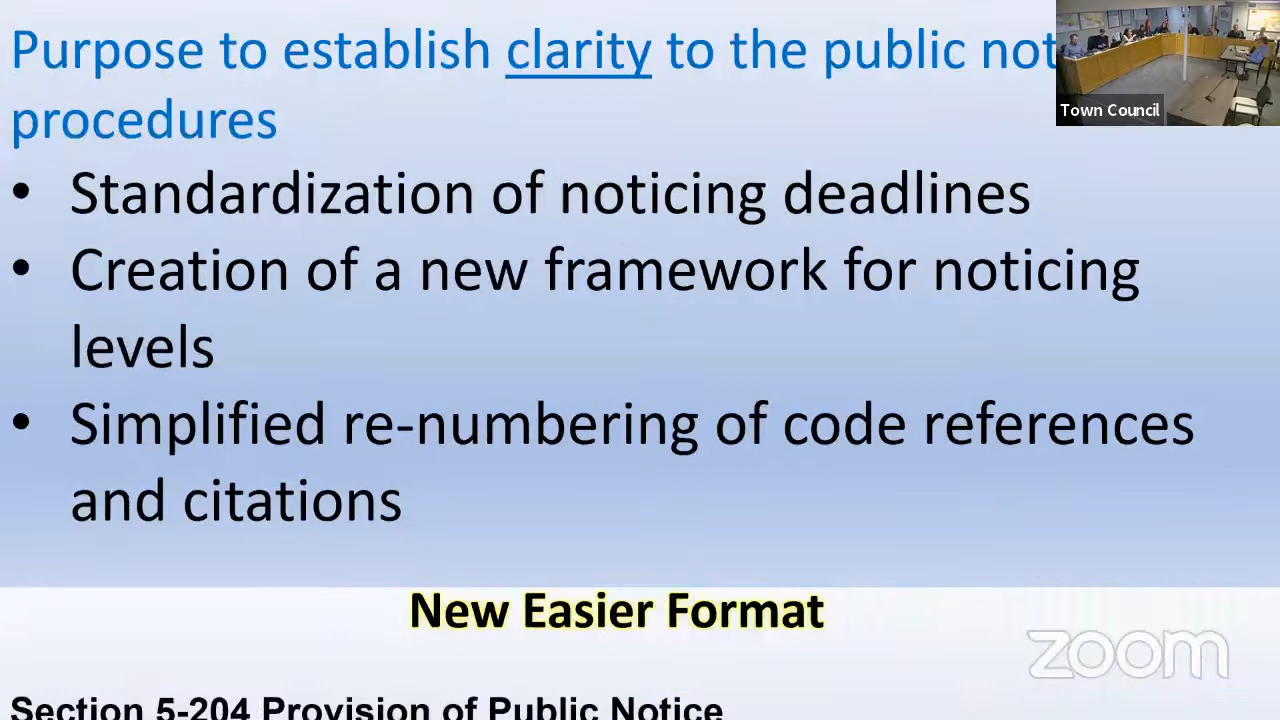 Purpose to establish clarity to the public not
procedures
Town Council
• Standardization of noticing deadlines
• Creation of a new framework for noticing
levels
• Simplified re-numbering of code references
and citations
New Easier Format
zoom
Section 5-204 Provision of Public Notice